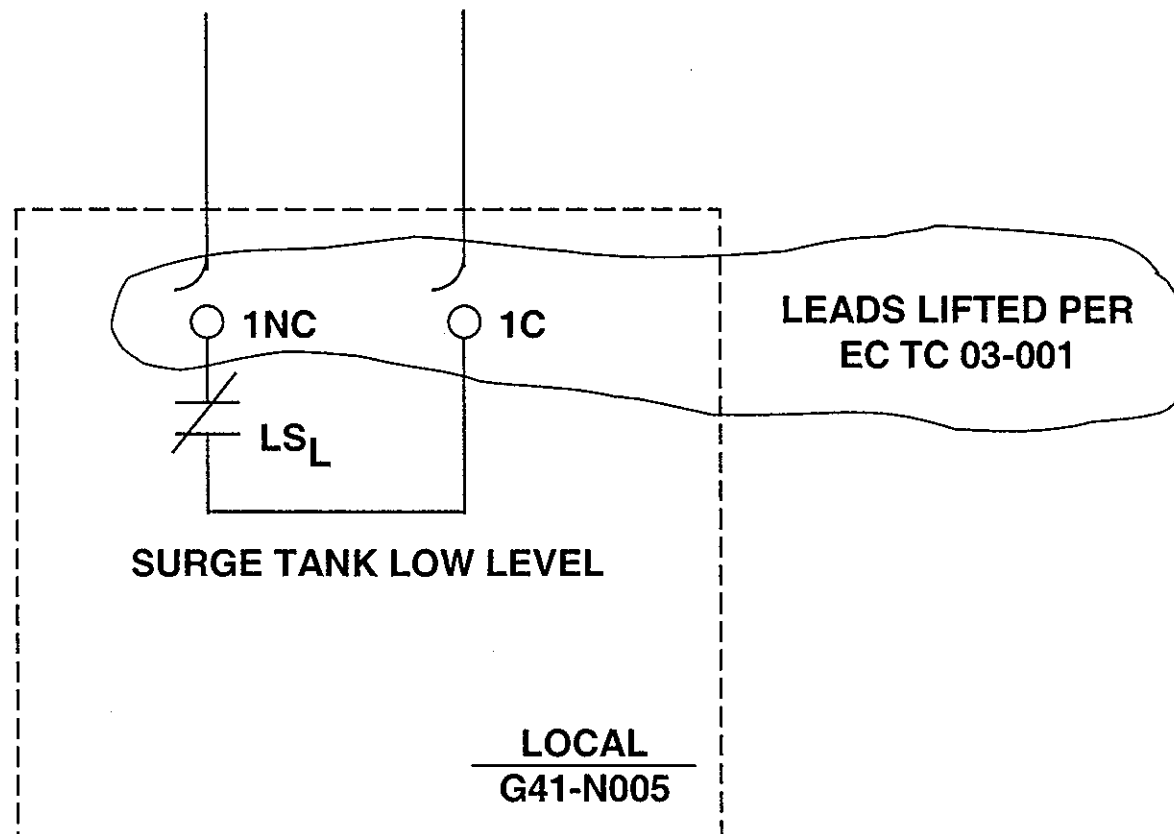 1NC
1C
LEADS LIFTED PER
EC TC 03-001
LSL
SURGE TANK LOW LEVEL
LOCAL
G41-N005